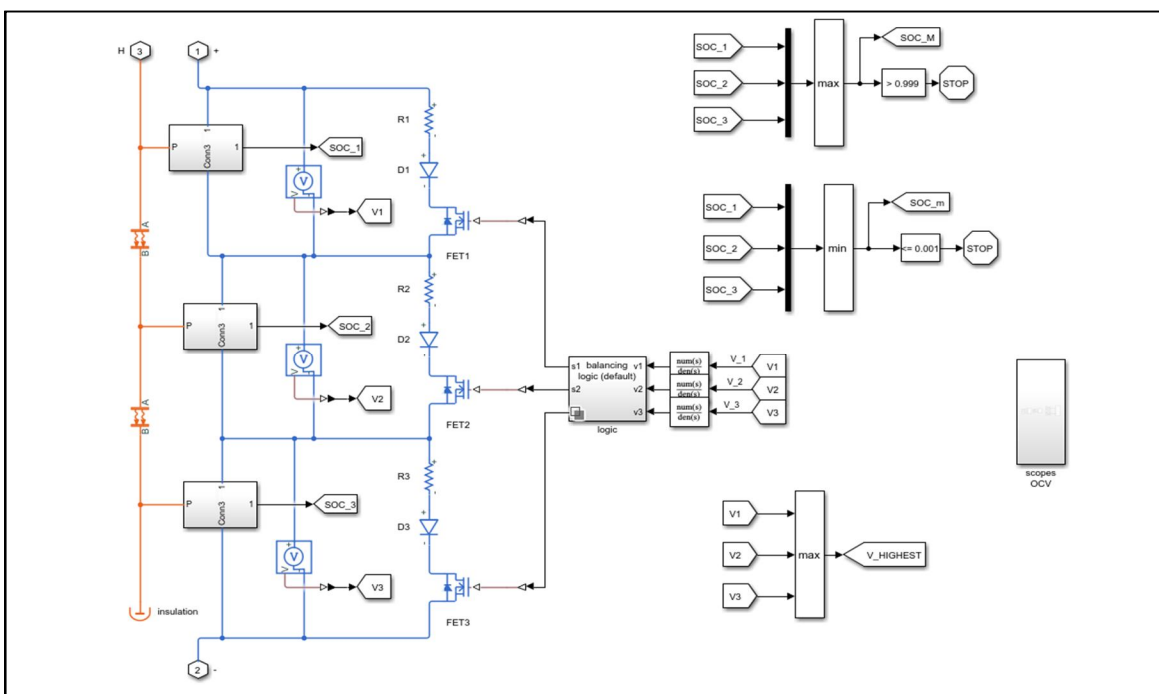 H
3
1
+
P
Conn3
1
1
SOC_1
V
+
V
V1
R1
+
-
D1
+
-
FET1
A
B
P
Conn3
1
1
SOC_2
V
+
V
V2
R2
+
-
D2
+
-
FET2
A
B
P
Conn3
1
1
SOC_3
V
+
V
V3
R3
+
-
D3
+
-
FET3
insulation
2
-
s1
balancing
logic (default)
s2
v1
v2
v3
logic
num(s)
den(s)
num(s)
den(s)
num(s)
den(s)
V_1
V_2
V_3
V1
V2
V3
SOC_1
SOC_2
SOC_3
max
SOC_M
> 0.999
STOP
SOC_1
SOC_2
SOC_3
min
SOC_m
<= 0.001
STOP
V1
V2
V3
max
V_HIGHEST
scopes
OCV